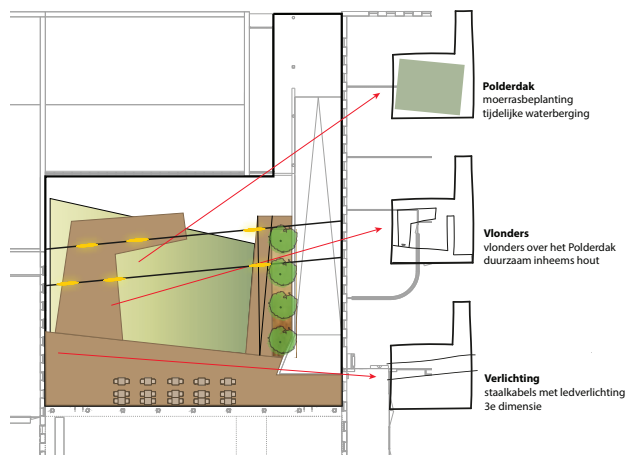 Polderdak
moerrasbeplanting
tijdelijke waterberging
Vlonders
vlonders over het Polderdak
duurzaam inheems hout
Verlichting
staalkabels met ledverlichting
3e dimensie